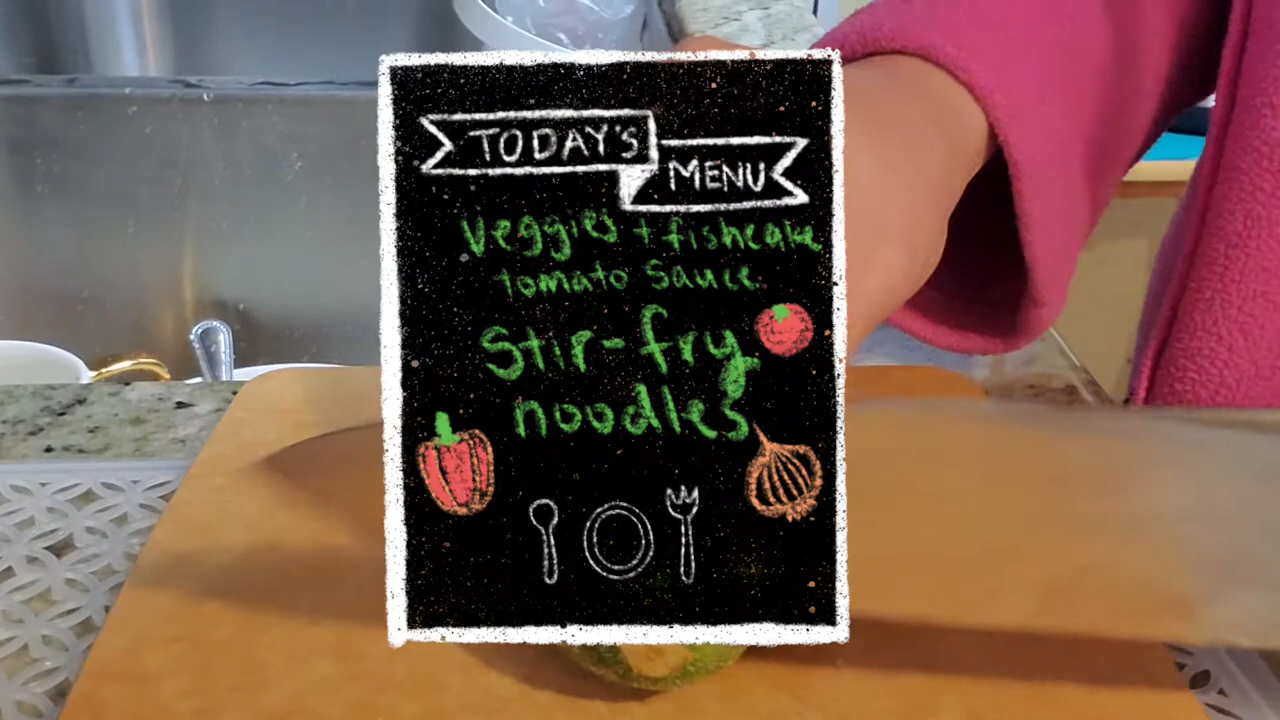 TODAY'S
MENU
Veggies + fishcake
tomato sauce
Stir-fry
noodles